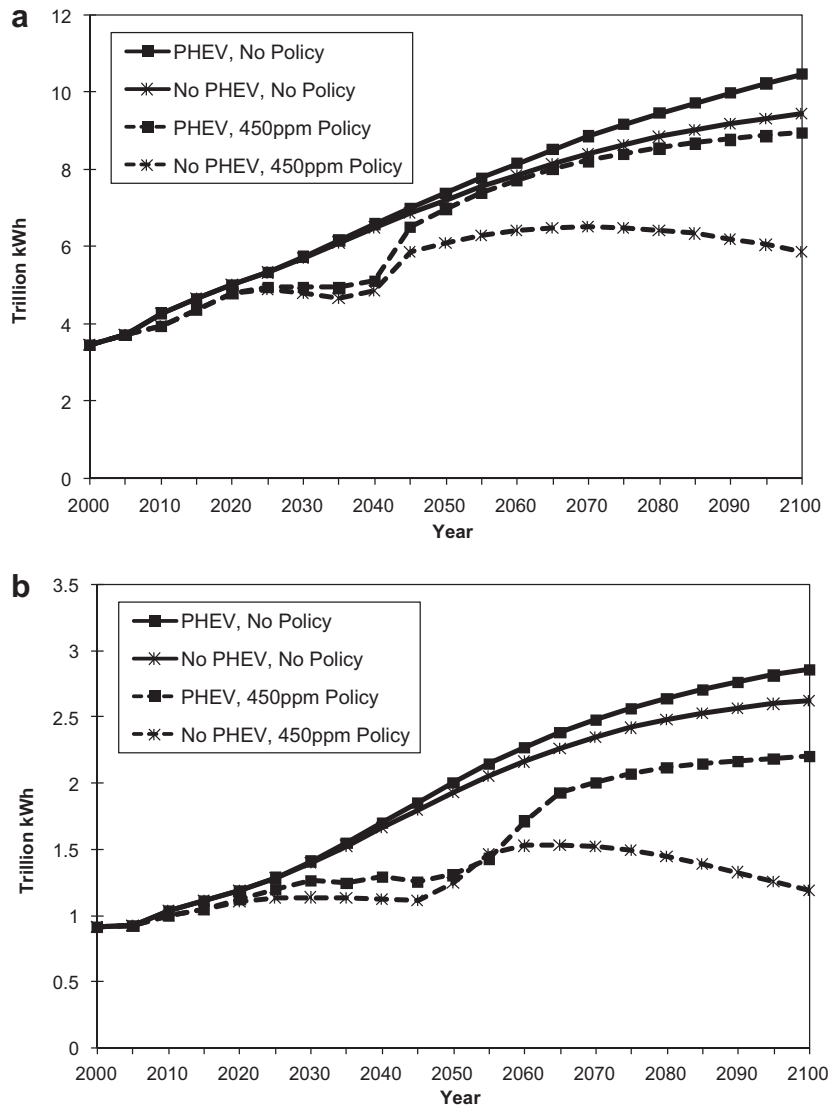 a
12
PHEV, No Policy
No PHEV, No Policy
PHEV, 450ppm Policy
No PHEV, 450ppm Policy
10
8
6
4
2
0
Trillion kWh
2000 2010 2020 2030 2040 2050 2060 2070 2080 2090 2100
Year
b
3.5
PHEV, No Policy
No PHEV, No Policy
PHEV, 450ppm Policy
No PHEV, 450ppm Policy
3
2.5
2
1.5
1
0.5
0
Trillion kWh
2000 2010 2020 2030 2040 2050 2060 2070 2080 2090 2100
Year